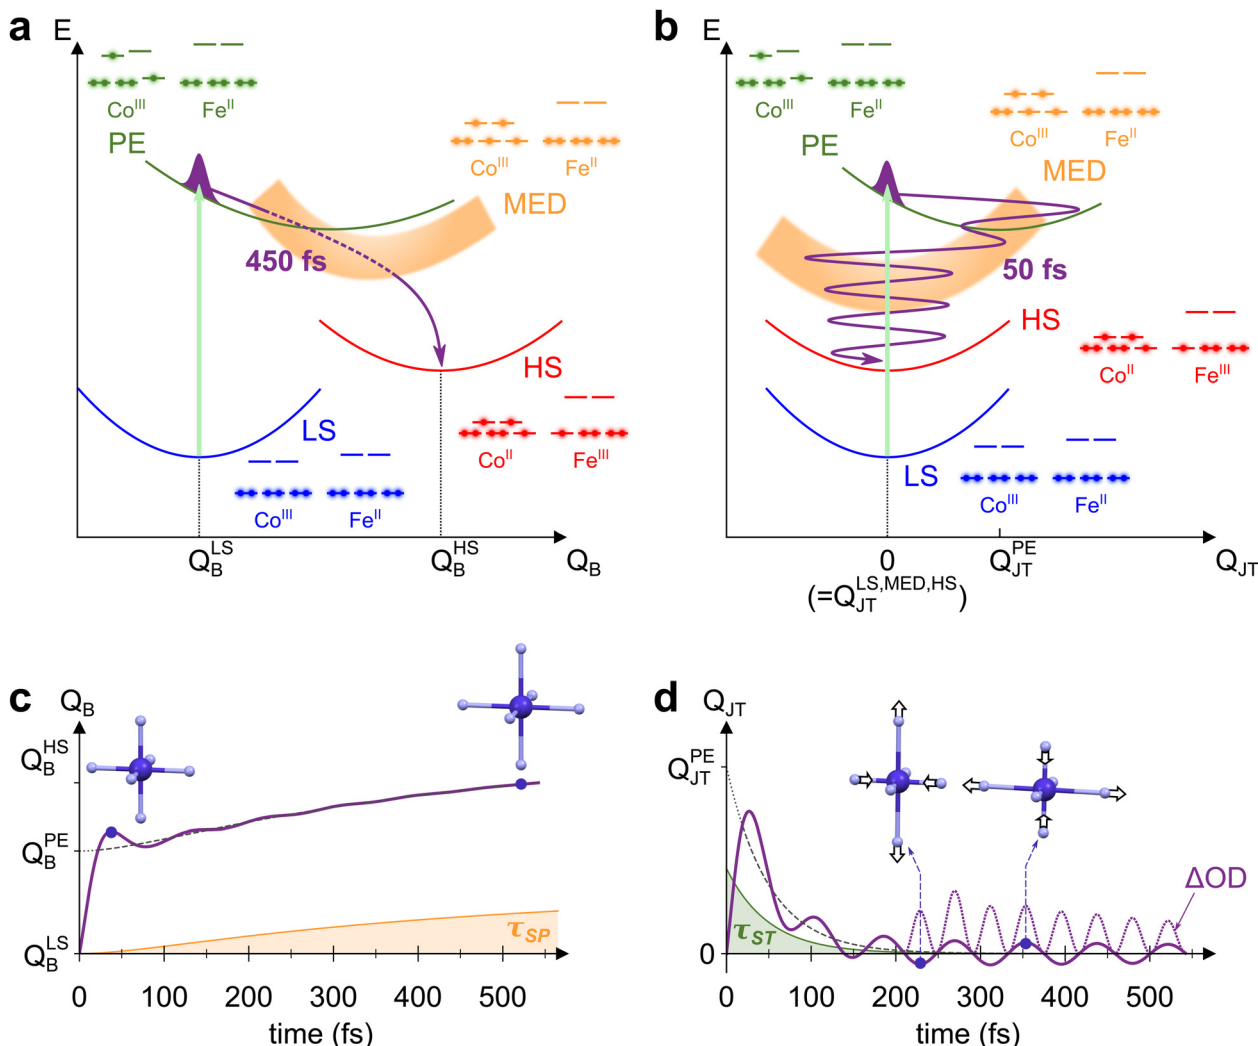 a
E
Co^III Fe^II
PE
Co^III Fe^II
MED
450 fs
HS
LS
Co^II Fe^III
Co^III Fe^II
Q_B^LS Q_B^HS Q_B
b
E
Co^III Fe^II
PE
Co^III Fe^II
MED
50 fs
HS
Co^II Fe^III
LS
Co^III Fe^II
0 Q_JT^PE Q_JT
(=Q_JT^LS,MED,HS)
c
Q_B
Q_B^HS
Q_B^PE
Q_B^LS
τ_SP
0 100 200 300 400 500
time (fs)
d
Q_JT
Q_JT^PE
ΔOD
τ_ST
0
0 100 200 300 400 500
time (fs)